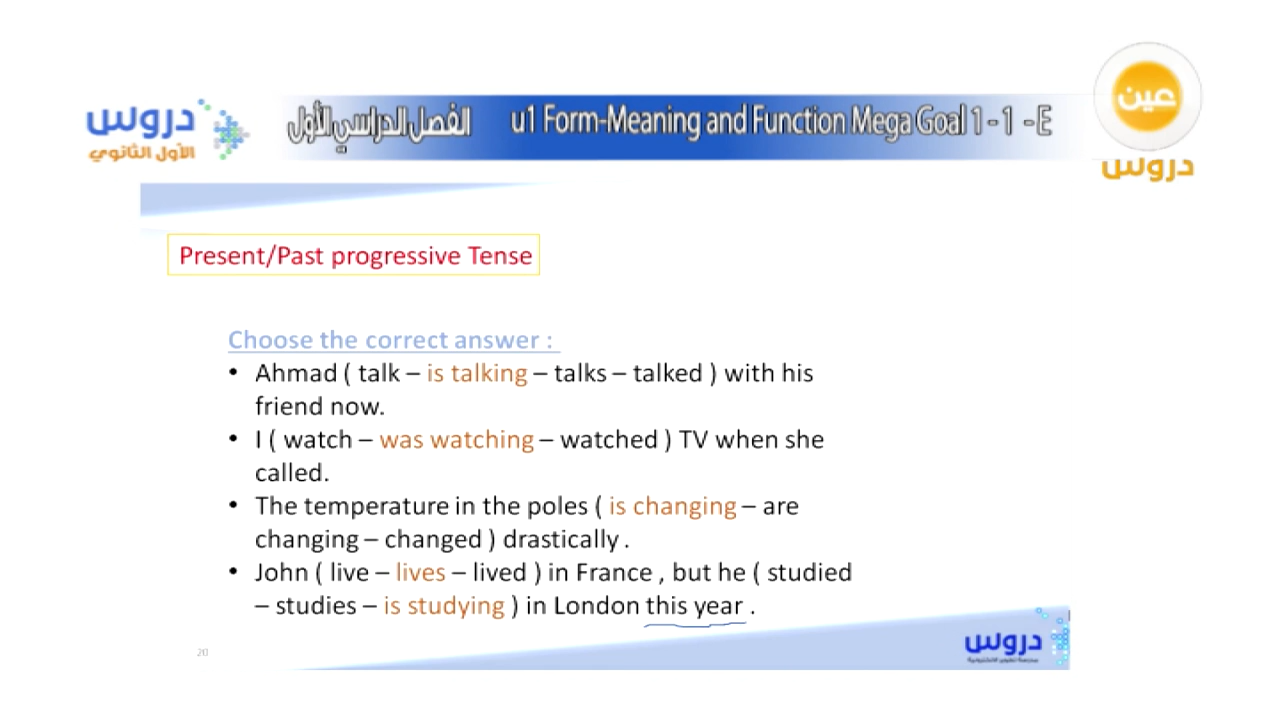 دروس
الأول الثانوي
الفصل الدراسي الأول u1 Form-Meaning and Function Mega Goal 1 - 1 - E
عين
دروس
Present/Past progressive Tense
Choose the correct answer :
• Ahmad ( talk – is talking – talks – talked ) with his
friend now.
• I ( watch – was watching – watched ) TV when she
called.
• The temperature in the poles ( is changing – are
changing – changed ) drastically .
• John ( live – lives – lived ) in France , but he ( studied
– studies – is studying ) in London this year .
20
دروس